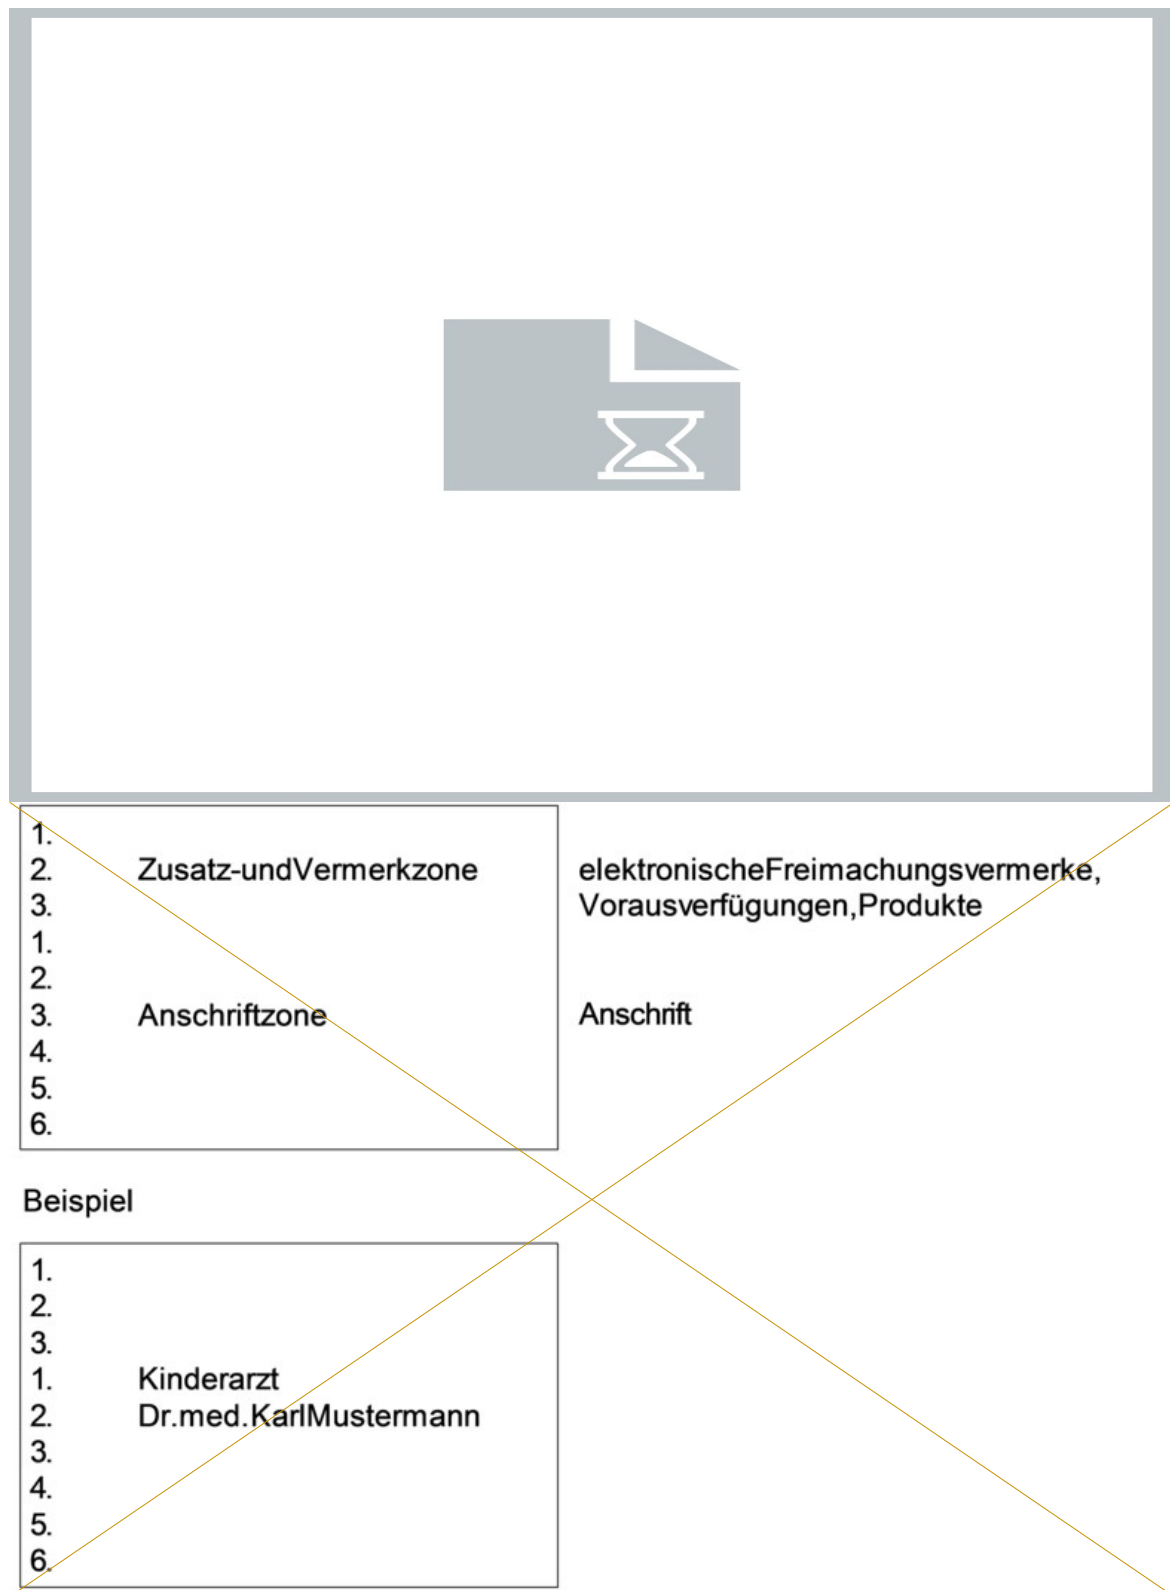 1.
2. Zusatz-undVermerkzone elektronischeFreimachungsvermerke,
3. Vorausverfügungen,Produkte
1.
2.
3. Anschriftzone Anschrift
4.
5.
6.
Beispiel
1.
2.
3.
1. Kinderarzt
2. Dr.med.KarlMustermann
3.
4.
5.
6.